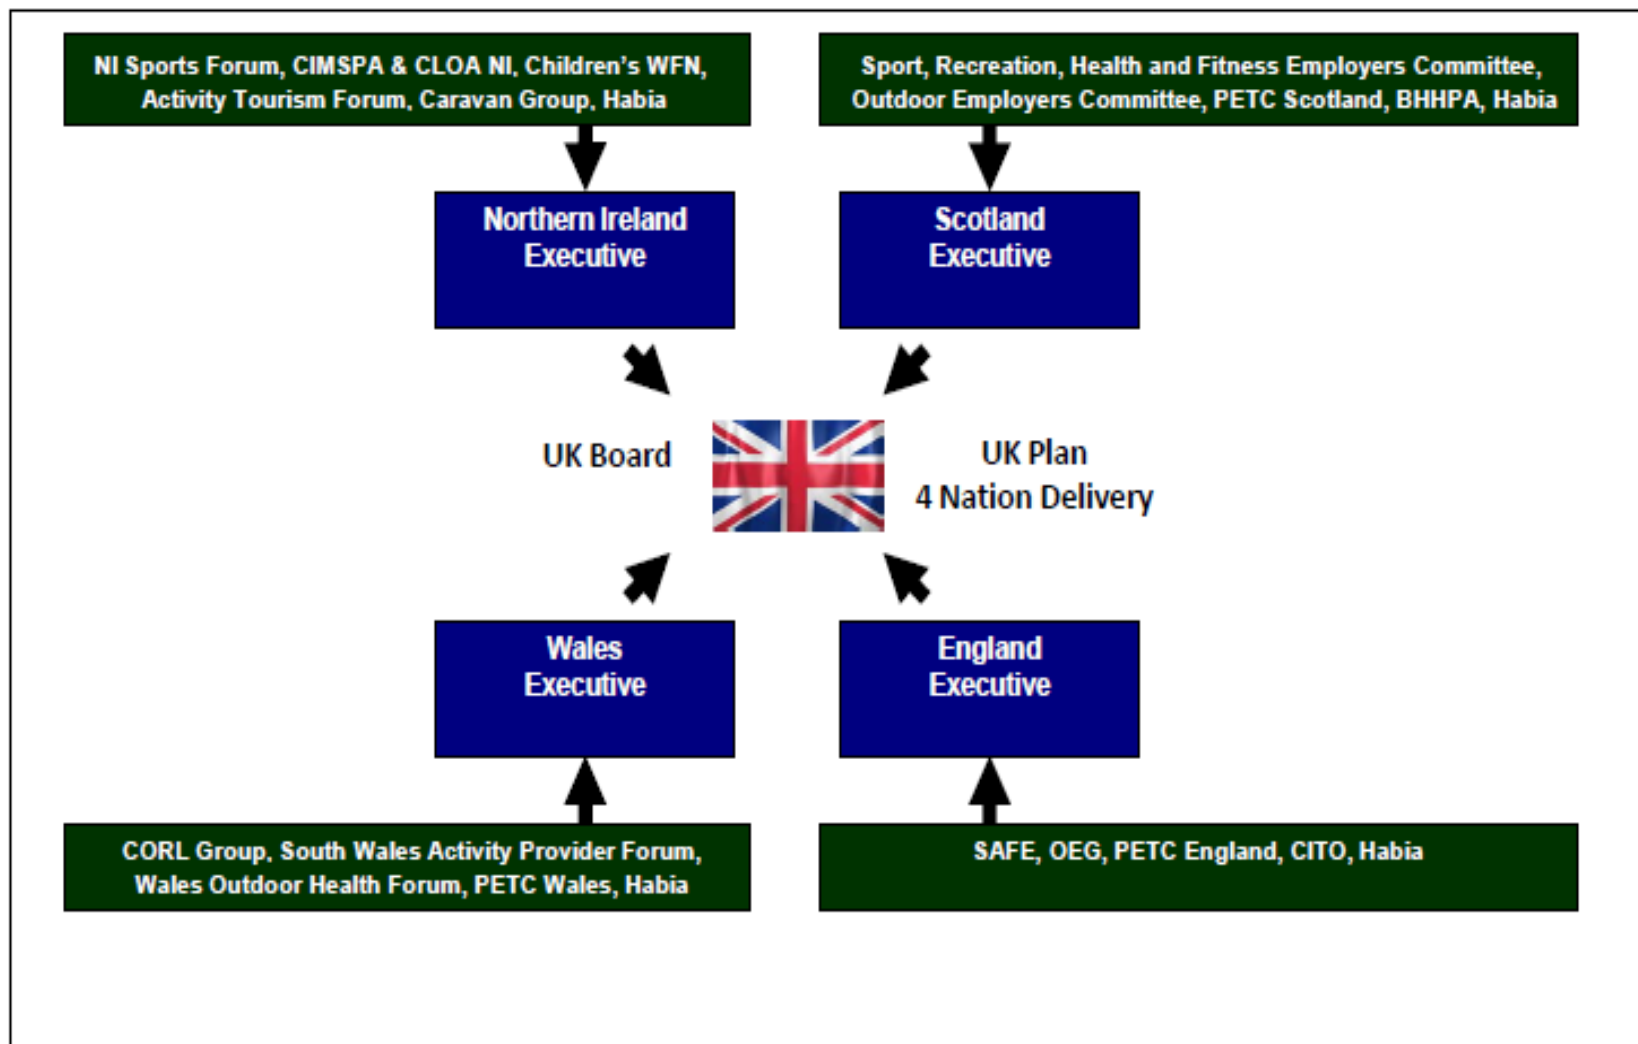 NI Sports Forum, CIMSPA & CLOA NI, Children's WFN,
Activity Tourism Forum, Caravan Group, Habia
Sport, Recreation, Health and Fitness Employers Committee,
Outdoor Employers Committee, PETC Scotland, BHHPA, Habia
Northern Ireland
Executive
Scotland
Executive
UK Board
UK Plan
4 Nation Delivery
Wales
Executive
England
Executive
CORL Group, South Wales Activity Provider Forum,
Wales Outdoor Health Forum, PETC Wales, Habia
SAFE, OEG, PETC England, CITO, Habia